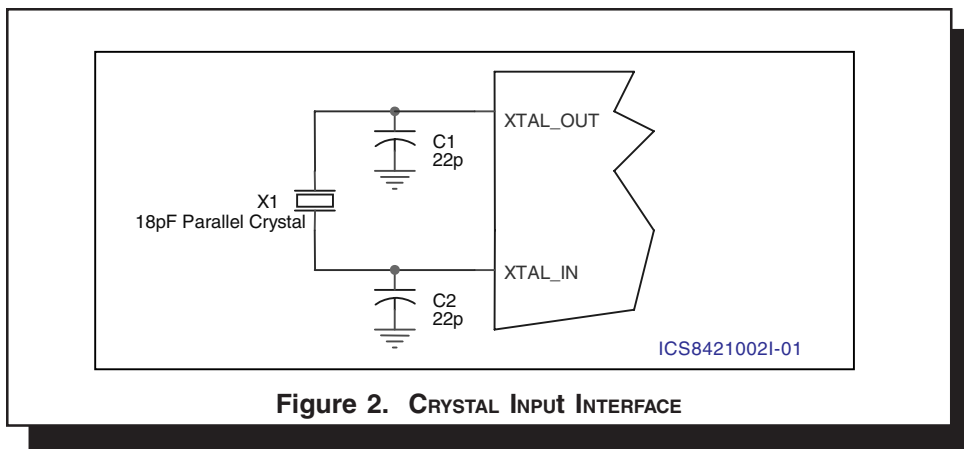 XTAL_OUT
C1
22p
X1
18pF Parallel Crystal
XTAL_IN
C2
22p
ICS8421002I-01
Figure 2. CRYSTAL INPUt INTERFACE